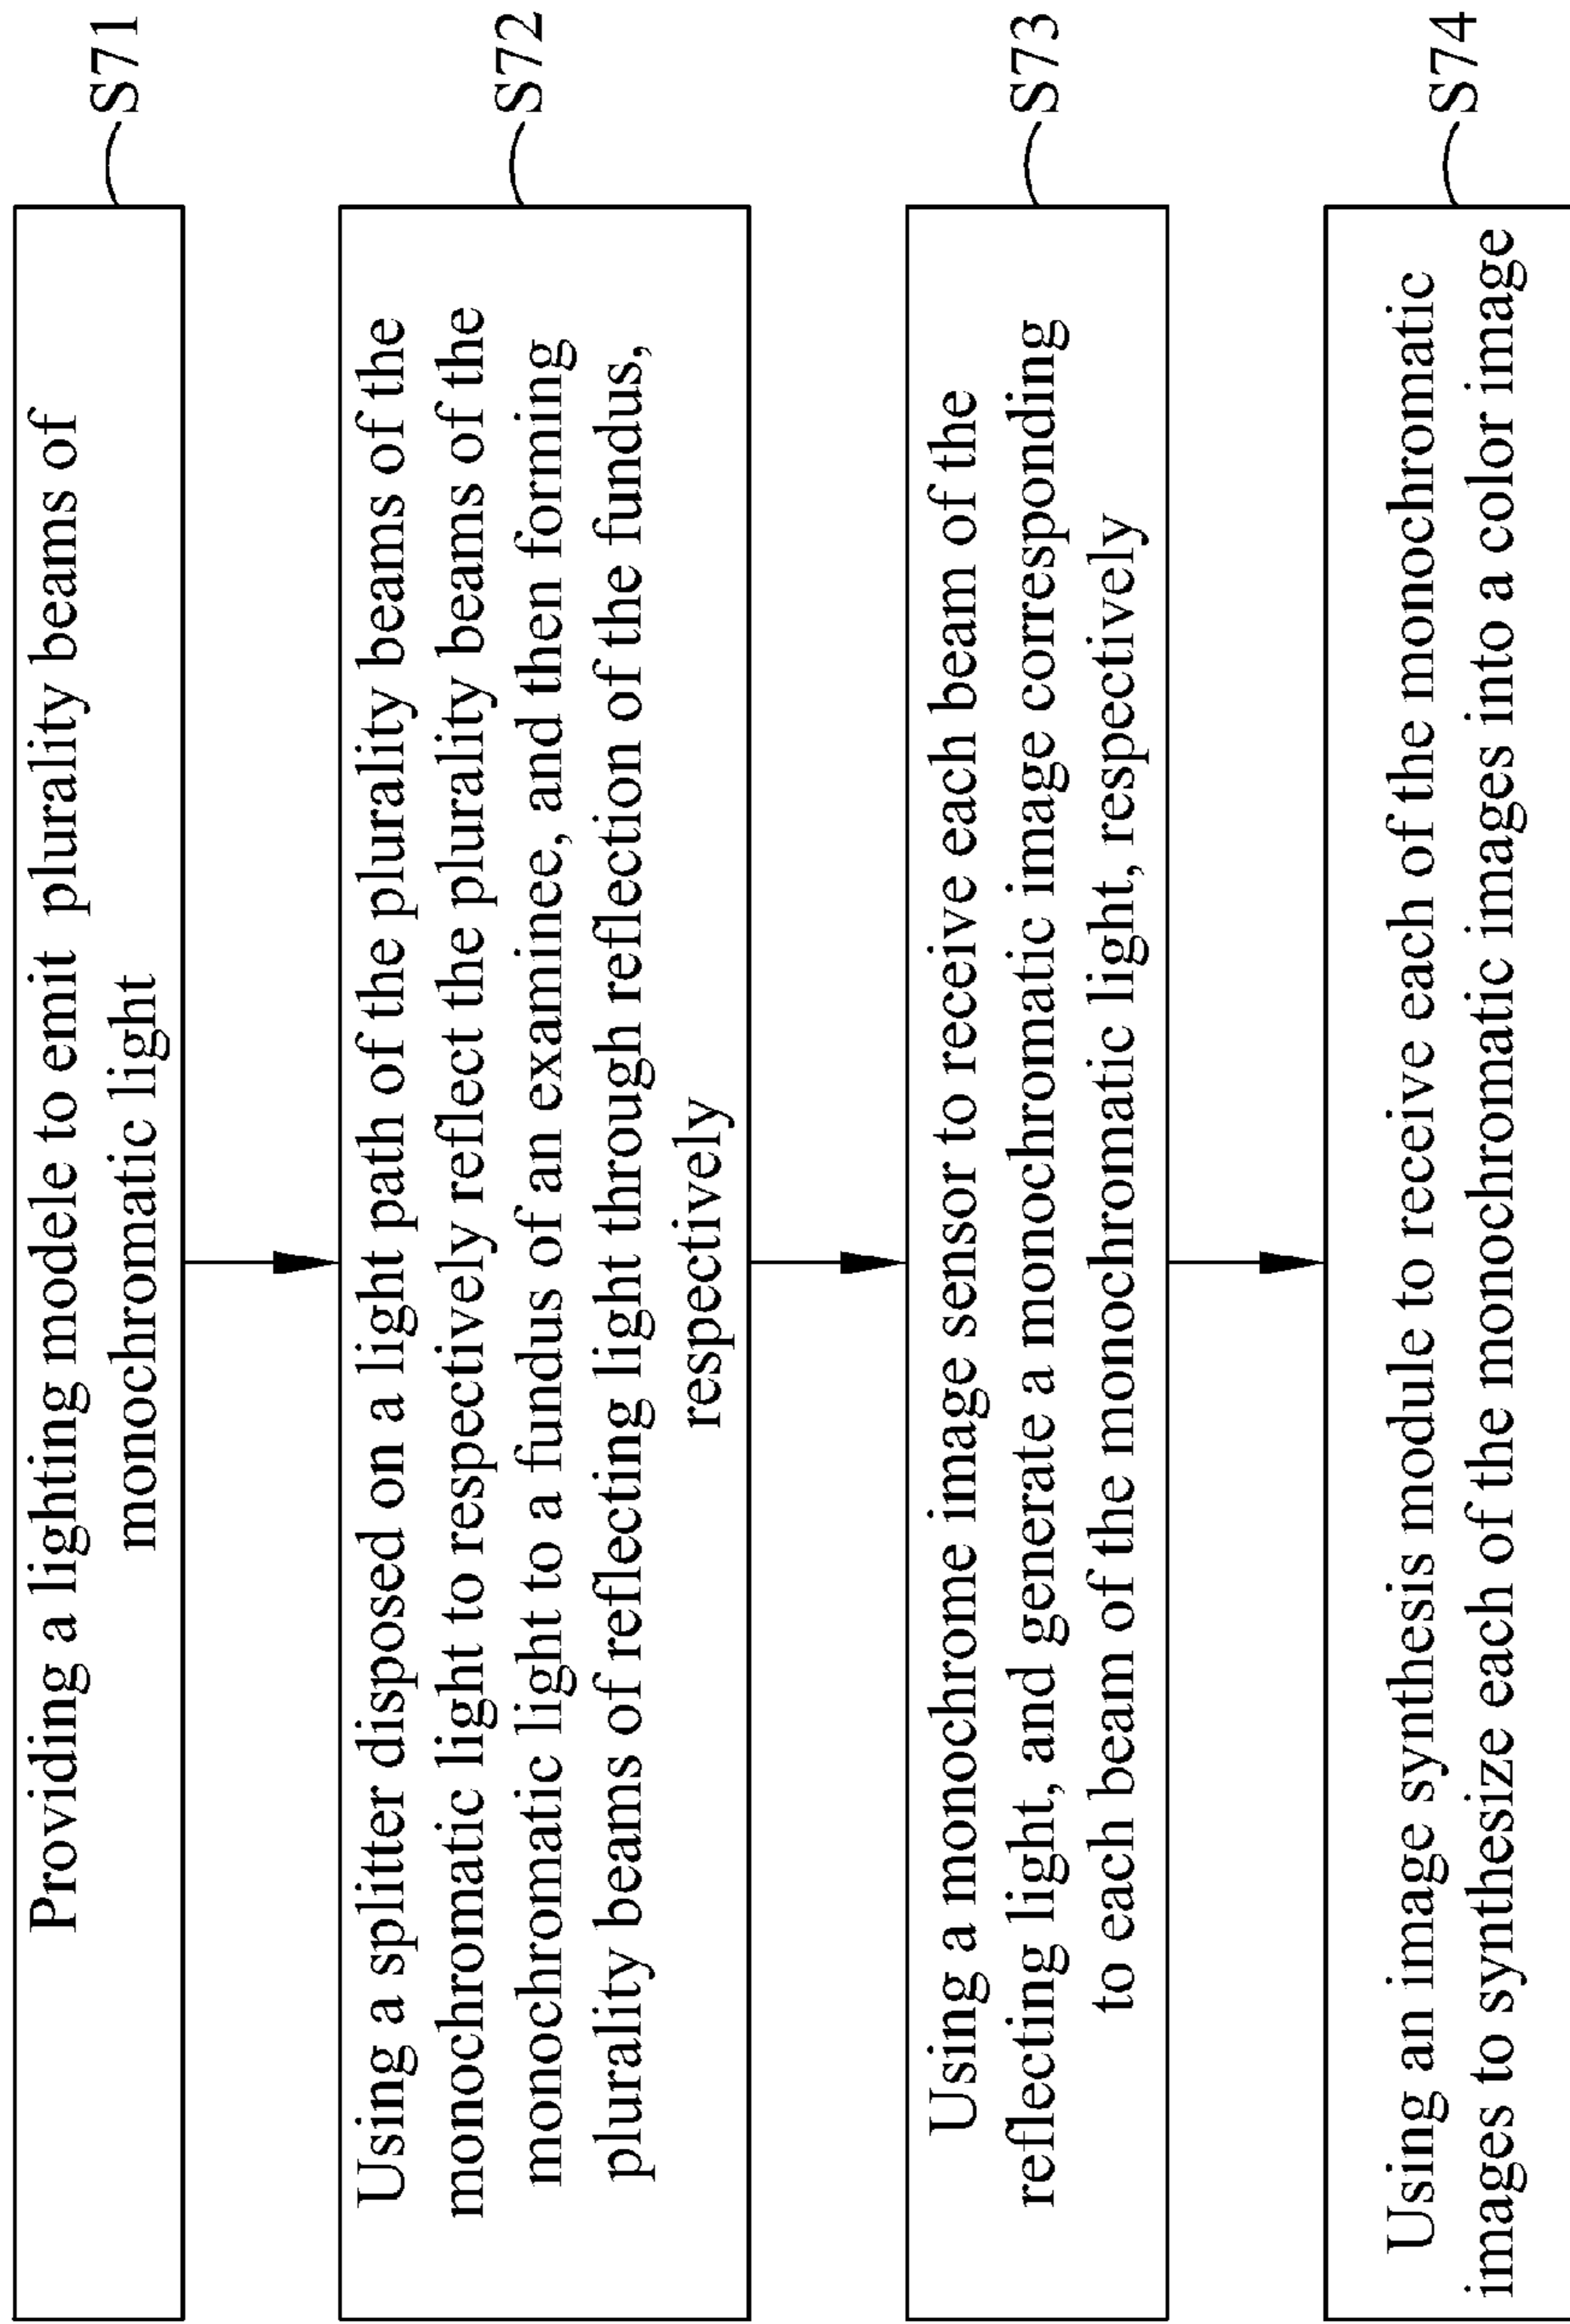 Providing a lighting modele to emit plurality beams of
monochromatic light
S71
Using a splitter disposed on a light path of the plurality beams of the
monochromatic light to respectively reflect the plurality beams of the
monochromatic light to a fundus of an examinee, and then forming
plurality beams of reflecting light through reflection of the fundus,
respectively
S72
Using a monochrome image sensor to receive each beam of the
reflecting light, and generate a monochromatic image corresponding
to each beam of the monochromatic light, respectively
S73
Using an image synthesis module to receive each of the monochromatic
images to synthesize each of the monochromatic images into a color image
S74